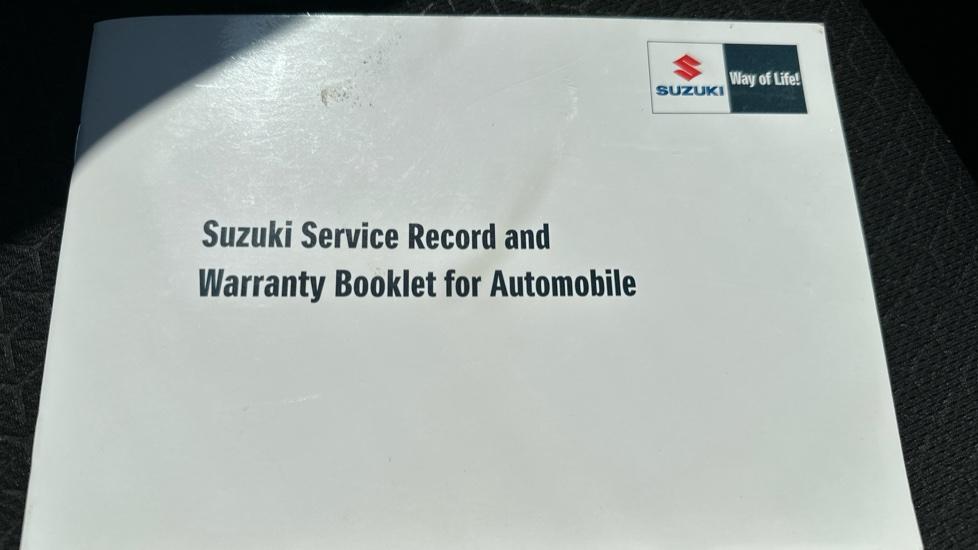 SUZUKI
Way of Life!
Suzuki Service Record and
Warranty Booklet for Automobile